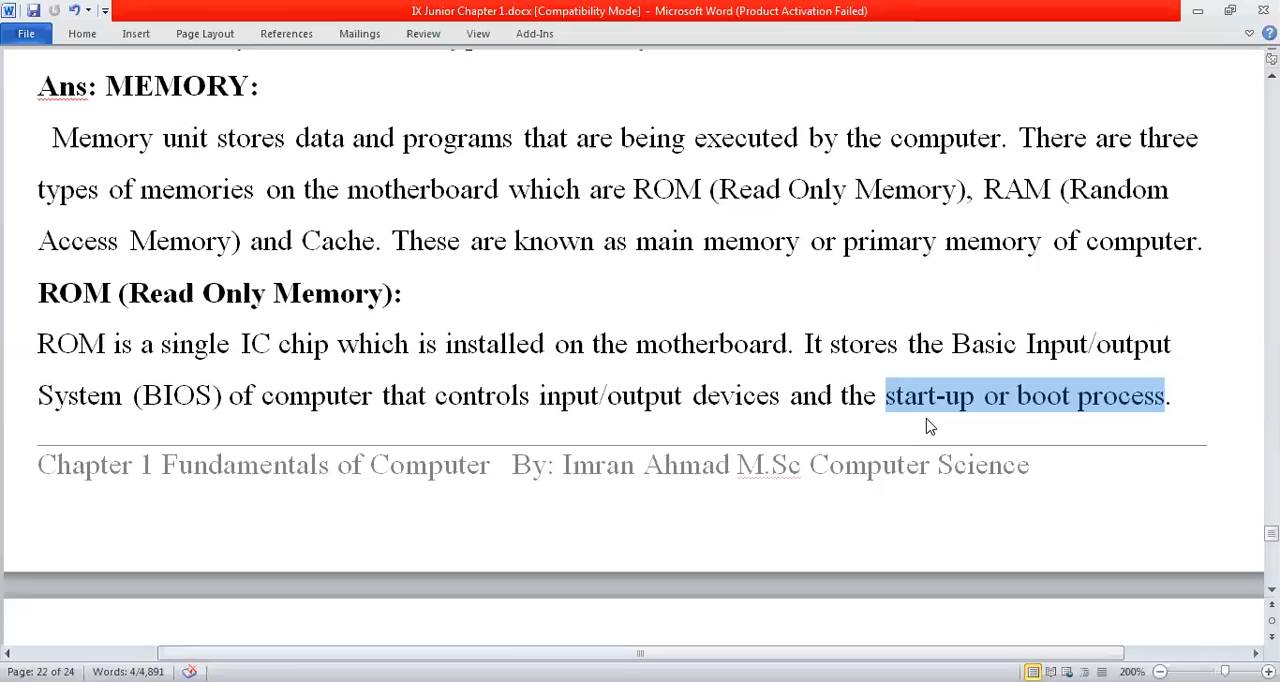 IX Junior Chapter 1.docx [Compatibility Mode] - Microsoft Word (Product Activation Failed)
File Home Insert Page Layout References Mailings Review View Add-Ins
Ans: MEMORY:
Memory unit stores data and programs that are being executed by the computer. There are three
types of memories on the motherboard which are ROM (Read Only Memory), RAM (Random
Access Memory) and Cache. These are known as main memory or primary memory of computer.
ROM (Read Only Memory):
ROM is a single IC chip which is installed on the motherboard. It stores the Basic Input/output
System (BIOS) of computer that controls input/output devices and the start-up or boot process.
Chapter 1 Fundamentals of Computer By: Imran Ahmad M.Sc Computer Science
Page: 22 of 24 Words: 4/4,891 200%